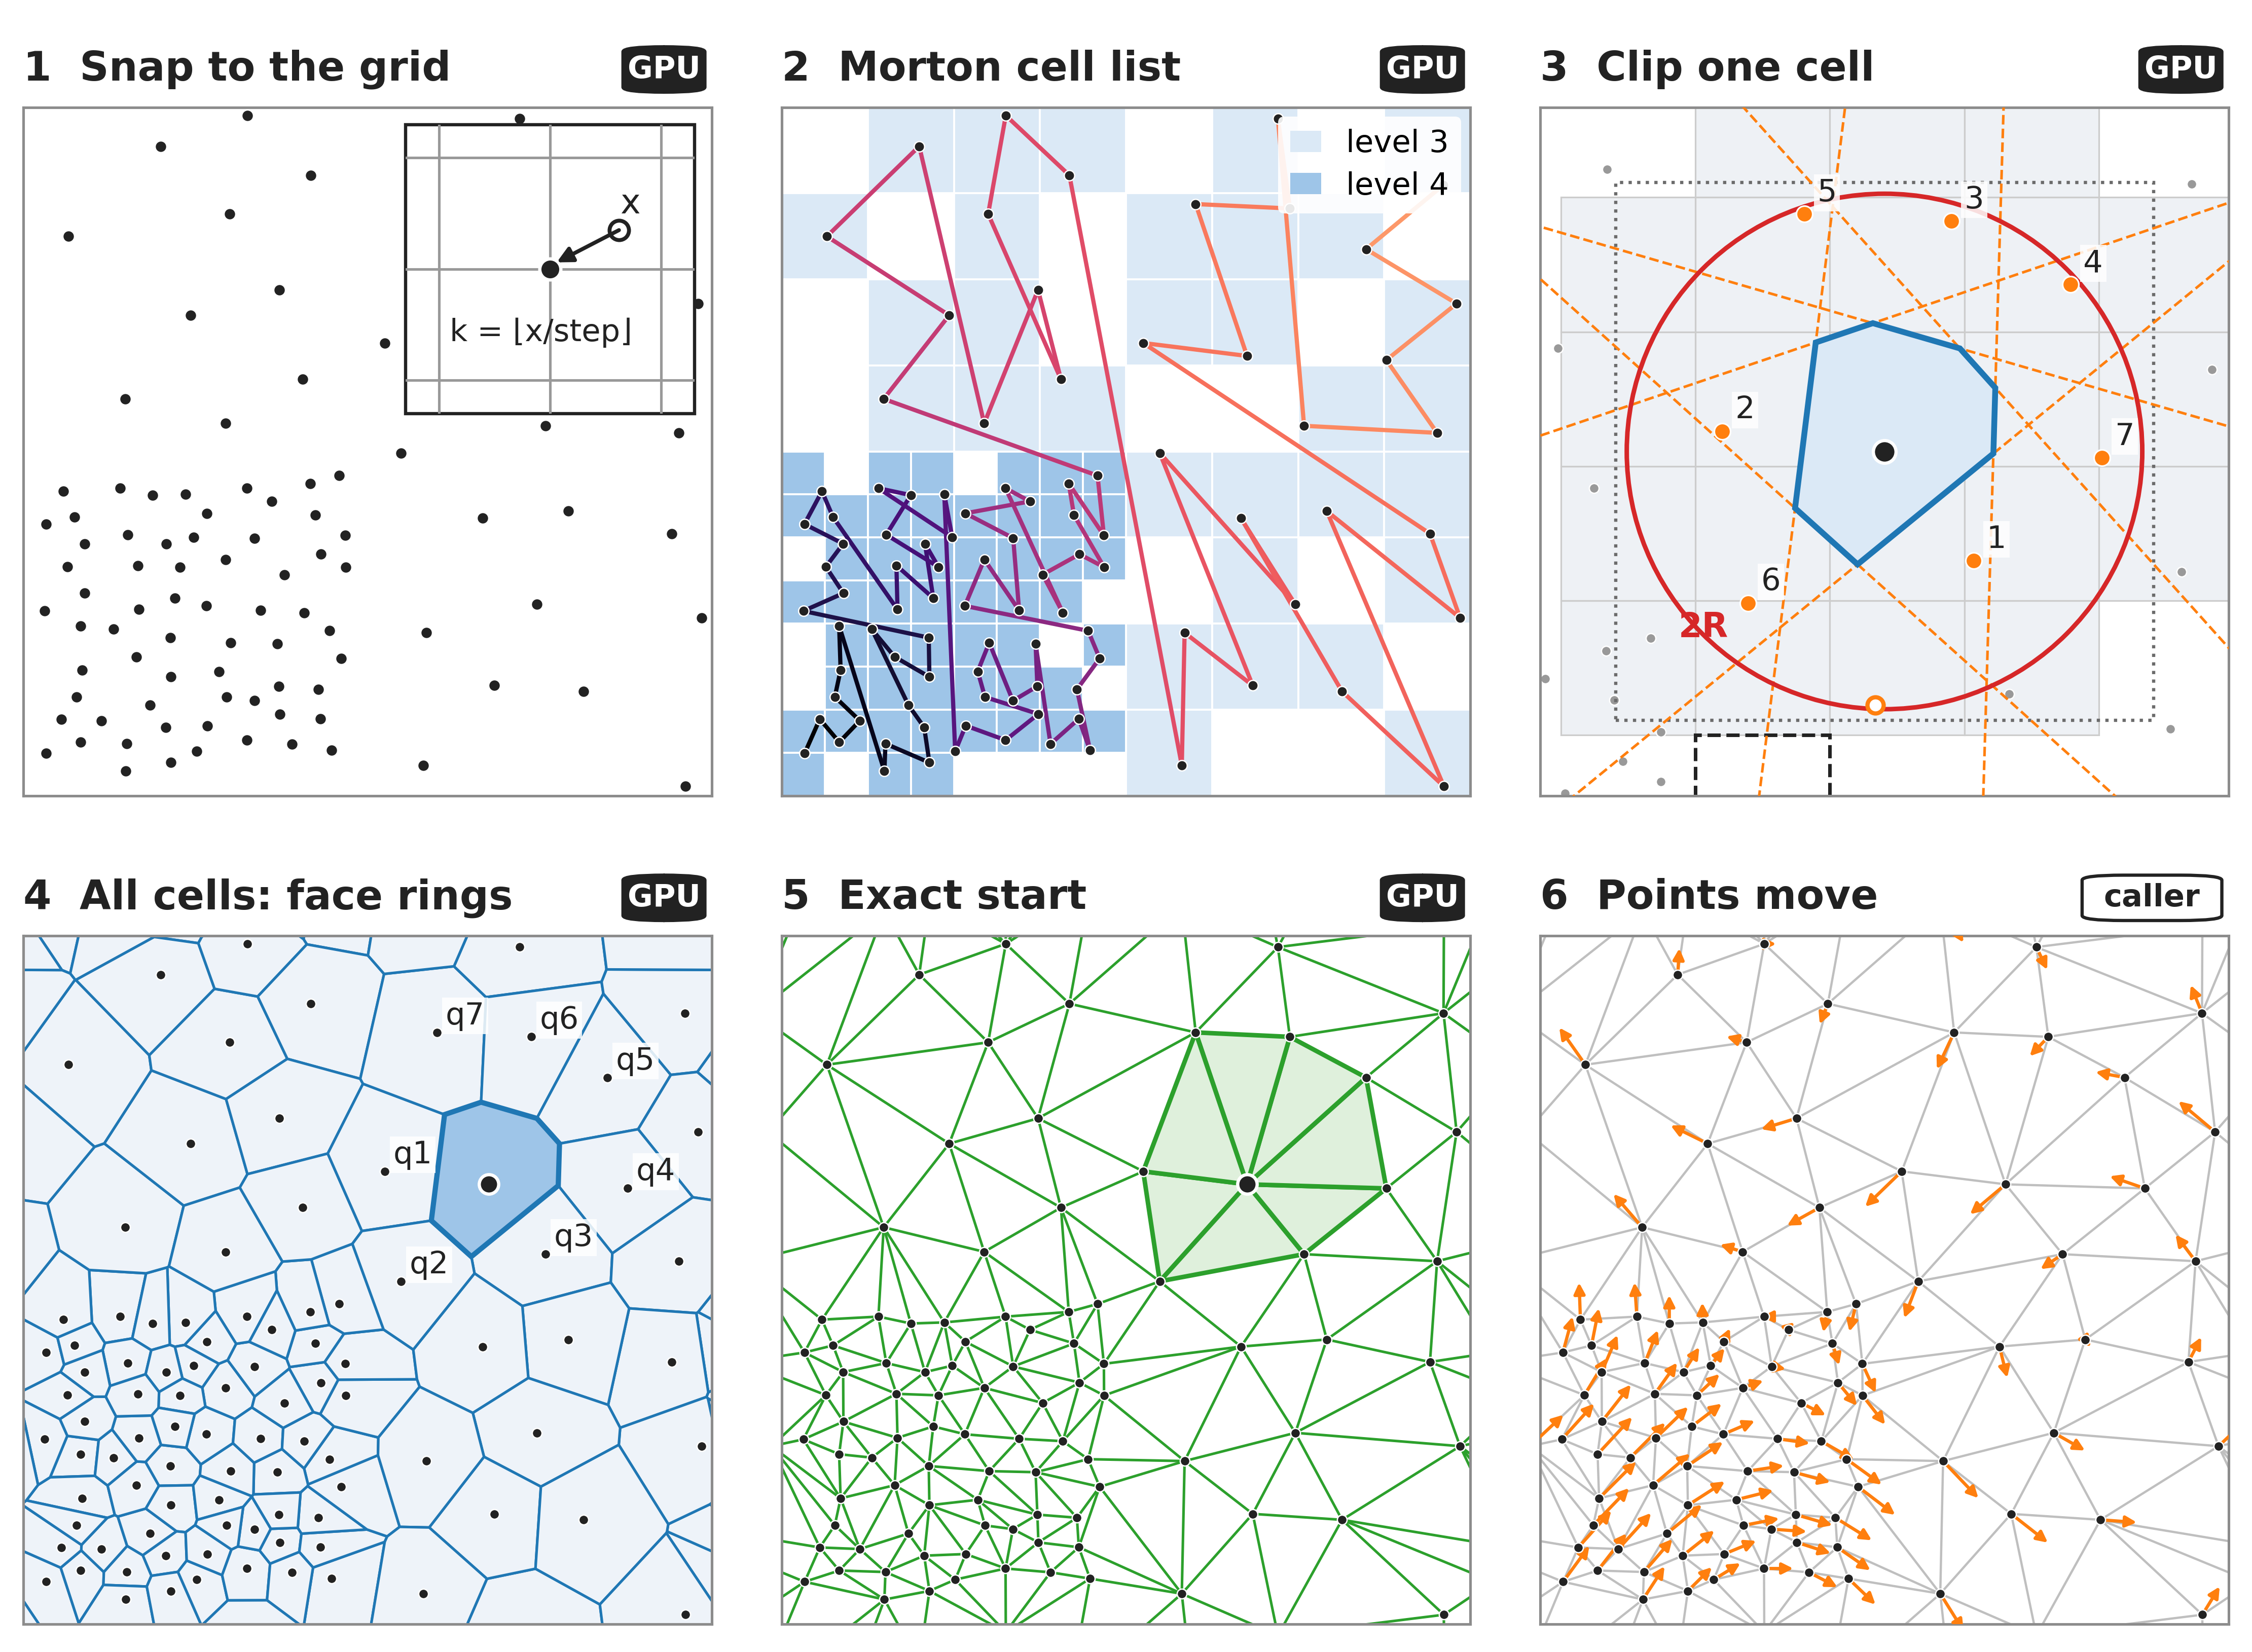 1 Snap to the grid GPU
x
k = ⌊x/step⌋
2 Morton cell list GPU
level 3
level 4
3 Clip one cell GPU
5
3
4
2
7
1
6
2R
4 All cells: face rings GPU
q7
q6
q5
q1
q4
q3
q2
5 Exact start GPU
6 Points move caller